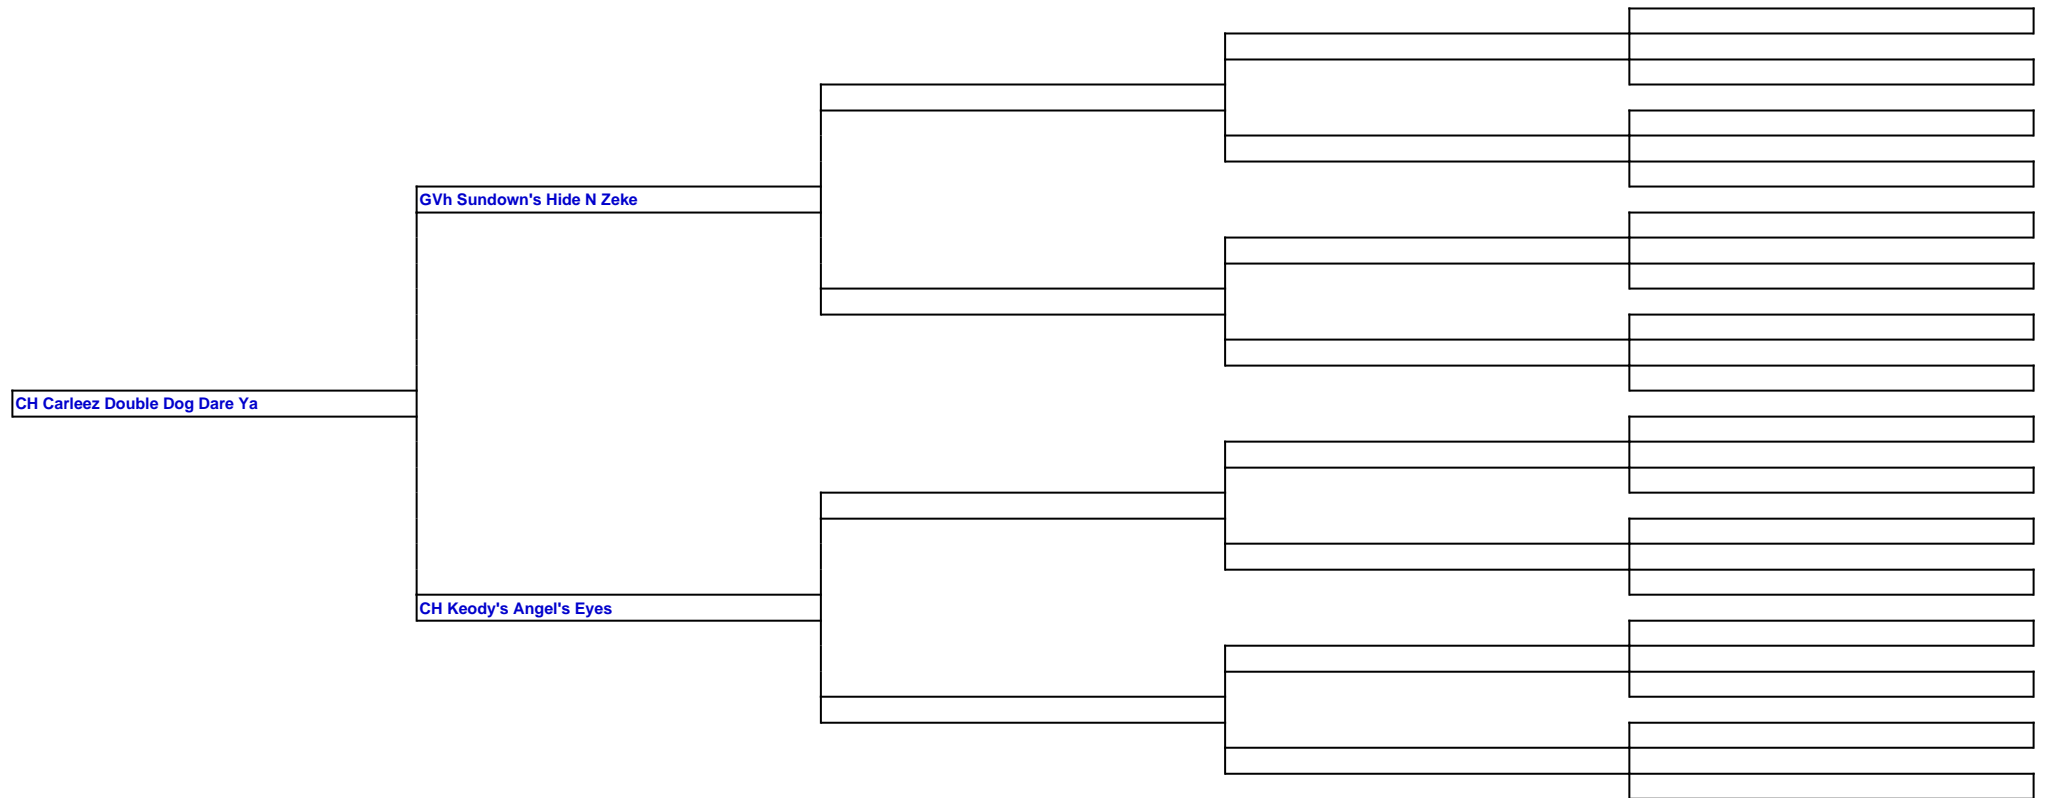 GVh Sundown's Hide N Zeke
CH Carleez Double Dog Dare Ya
CH Keody's Angel's Eyes